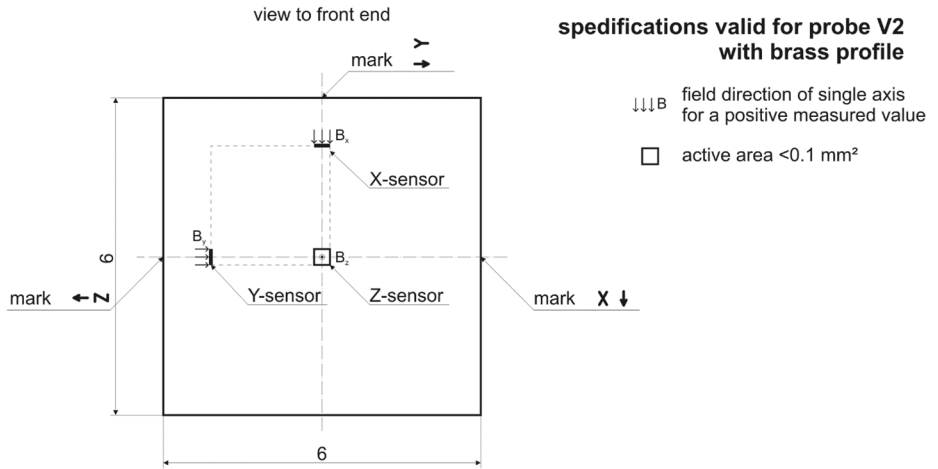 view to front end
spedifications valid for probe V2
with brass profile
mark → Y
↓↓↓B field direction of single axis
for a positive measured value
active area <0.1 mm²
Bx
X-sensor
By
Bz
6
mark ← Z
Y-sensor
Z-sensor
mark X ↓
6